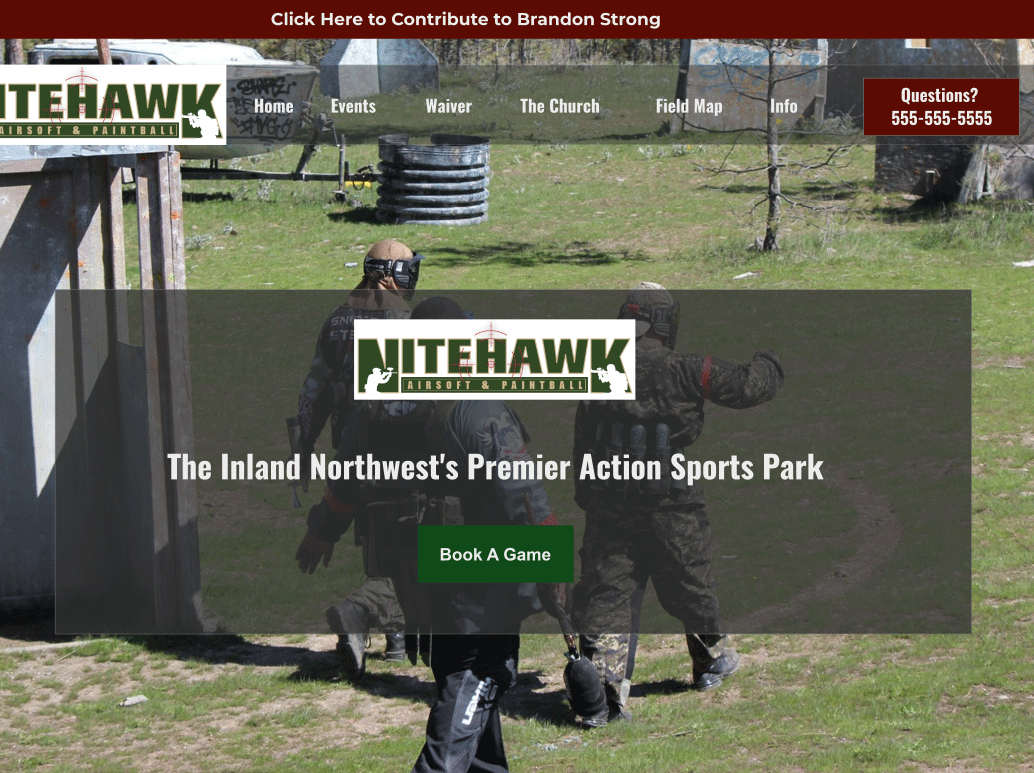 Click Here to Contribute to Brandon Strong
NITEHAWK
AIRSOFT & PAINTBALL
Home
Events
Waiver
The Church
Field Map
Info
Questions?
555-555-5555
NITEHAWK
AIRSOFT & PAINTBALL
The Inland Northwest's Premier Action Sports Park
Book A Game